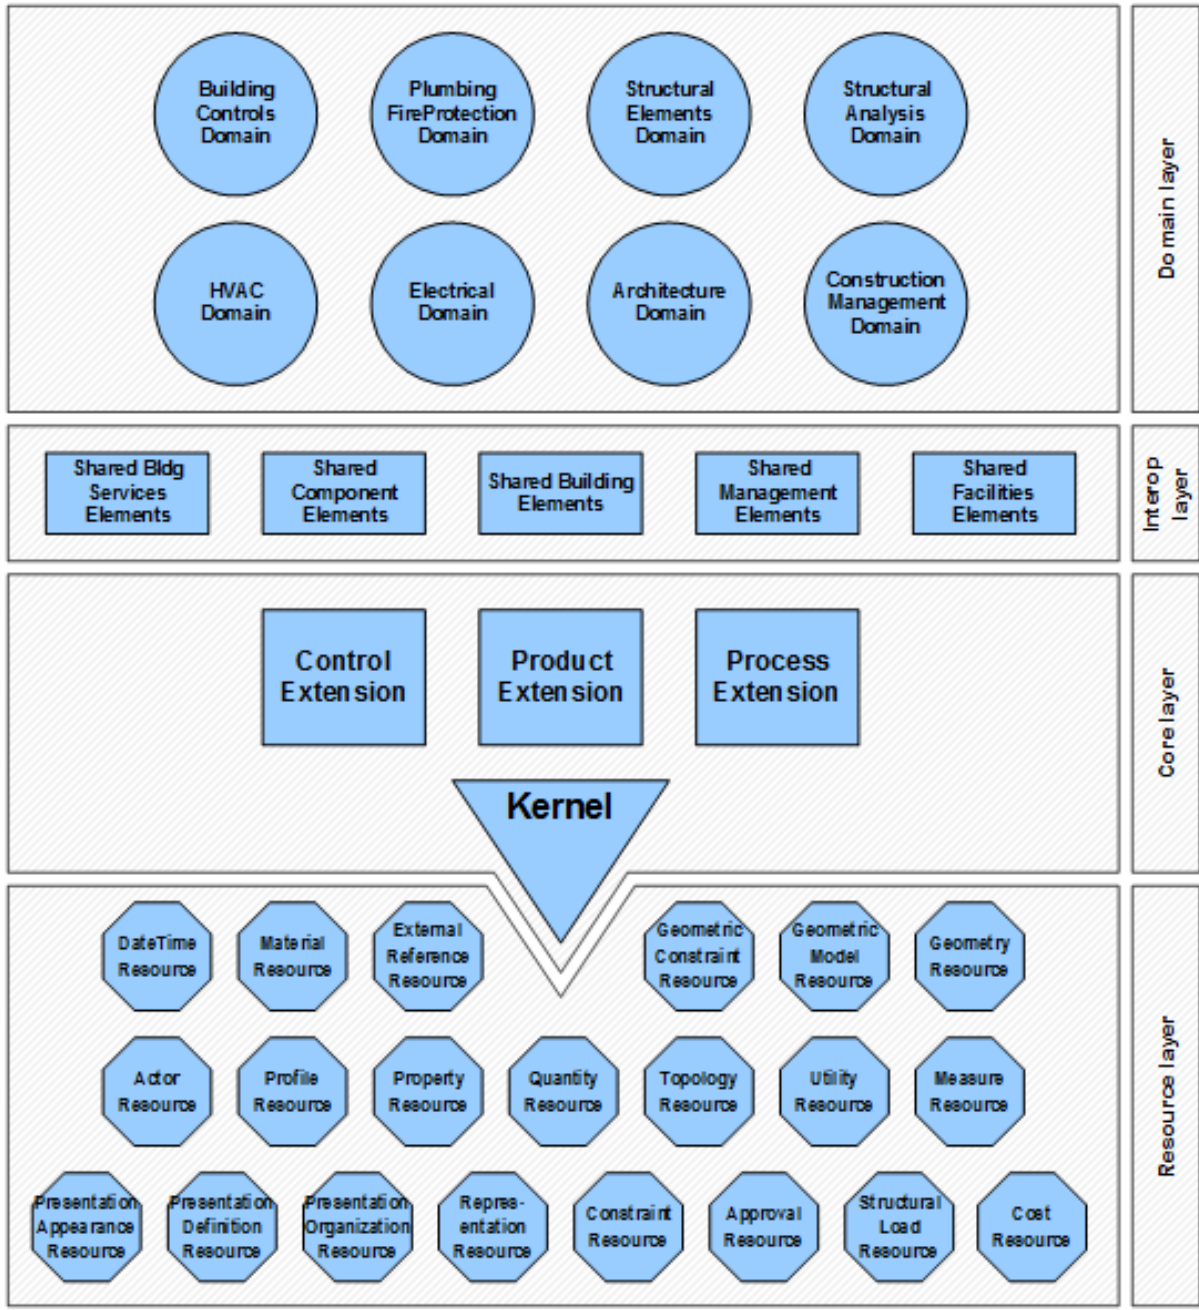 Building
Controls
Domain
Plumbing
FireProtection
Domain
Structural
Elements
Domain
Structural
Analysis
Domain
HVAC
Domain
Electrical
Domain
Architecture
Domain
Construction
Management
Domain
Domain layer
Shared Bldg
Services
Elements
Shared
Component
Elements
Shared Building
Elements
Shared
Management
Elements
Shared
Facilities
Elements
Interop
layer
Control
Extension
Product
Extension
Process
Extension
Kernel
Core layer
DateTime
Resource
Material
Resource
External
Reference
Resource
Geometric
Constraint
Resource
Geometric
Model
Resource
Geometry
Resource
Actor
Resource
Profile
Resource
Property
Resource
Quantity
Resource
Topology
Resource
Utility
Resource
Measure
Resource
Presentation
Appearance
Resource
Presentation
Definition
Resource
Presentation
Organization
Resource
Repres-
entation
Resource
Constraint
Resource
Approval
Resource
Structural
Load
Resource
Cost
Resource
Resource layer